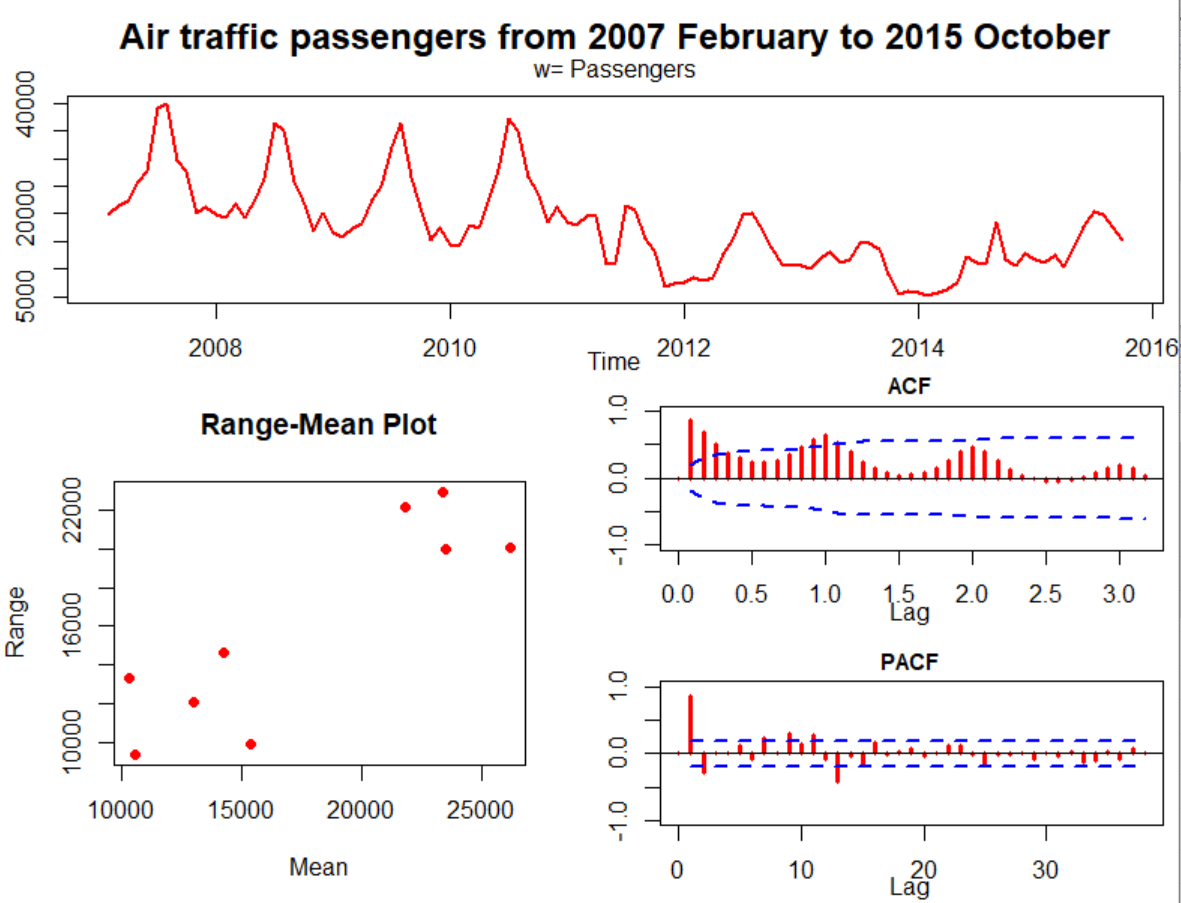 Air traffic passengers from 2007 February to 2015 October
w= Passengers
40000
20000
5000
2008 2010 2012 2014 2016
Time
Range-Mean Plot
22000
16000
10000
Range
10000 15000 20000 25000
Mean
ACF
1.0
0.0
-1.0
0.0 0.5 1.0 1.5 2.0 2.5 3.0
Lag
PACF
1.0
0.0
-1.0
0 10 20 30
Lag